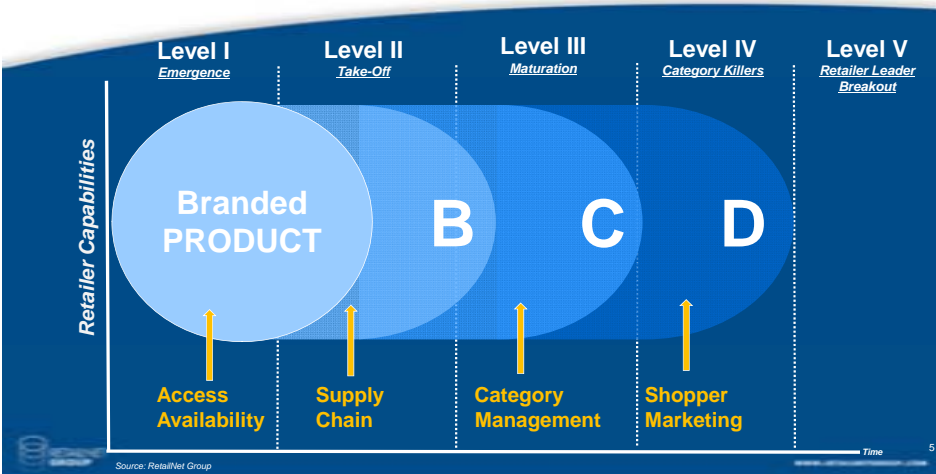 Level I
Emergence
Level II
Take-Off
Level III
Maturation
Level IV
Category Killers
Level V
Retailer Leader
Breakout
Retailer Capabilities
Branded
PRODUCT
B
C
D
Access
Availability
Supply
Chain
Category
Management
Shopper
Marketing
Time
5
GROUP
Source: RetailNet Group